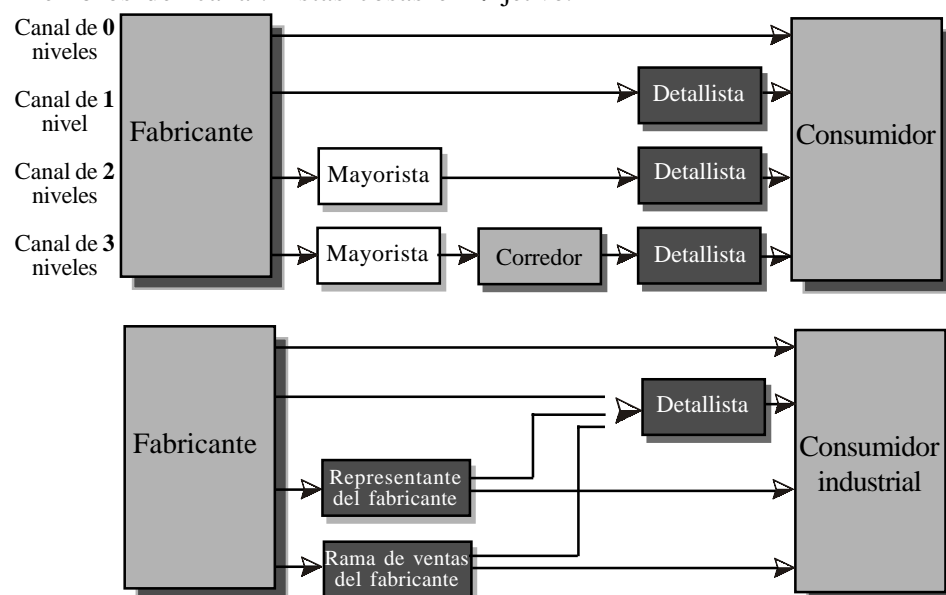 Canal de 0
niveles
Canal de 1
nivel
Canal de 2
niveles
Canal de 3
niveles
Fabricante
Detallista
Mayorista
Detallista
Mayorista
Corredor
Detallista
Consumidor
Fabricante
Detallista
Representante
del fabricante
Rama de ventas
del fabricante
Consumidor
industrial